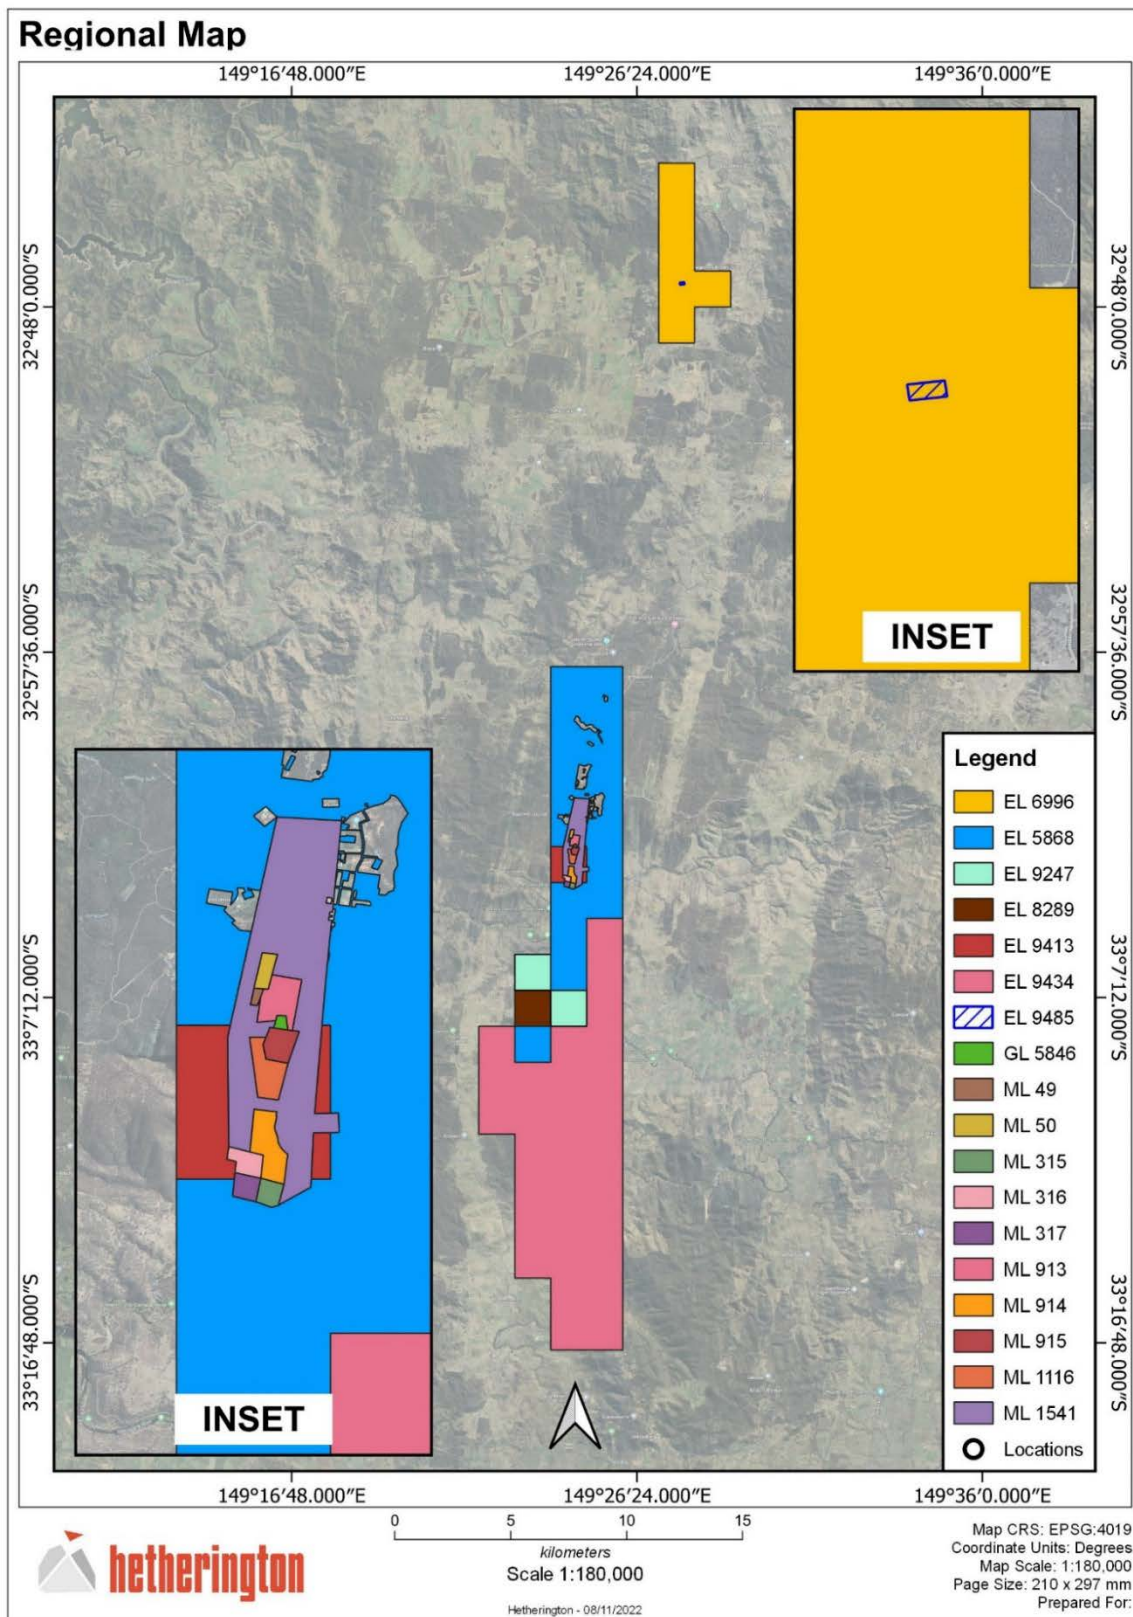 Regional Map
149°16'48.000"E
149°26'24.000"E
149°36'0.000"E
32°48'0.000"S
32°48'0.000"S
32°57'36.000"S
32°57'36.000"S
INSET
Legend
EL 6996
EL 5868
EL 9247
EL 8289
EL 9413
EL 9434
EL 9485
GL 5846
ML 49
ML 50
ML 315
ML 316
ML 317
ML 913
ML 914
ML 915
ML 1116
ML 1541
Locations
33°7'12.000"S
33°7'12.000"S
33°16'48.000"S
33°16'48.000"S
INSET
149°16'48.000"E
149°26'24.000"E
149°36'0.000"E
hetherington
0 5 10 15
kilometers
Scale 1:180,000
Hetherington - 08/11/2022
Map CRS: EPSG:4019
Coordinate Units: Degrees
Map Scale: 1:180,000
Page Size: 210 x 297 mm
Prepared For: